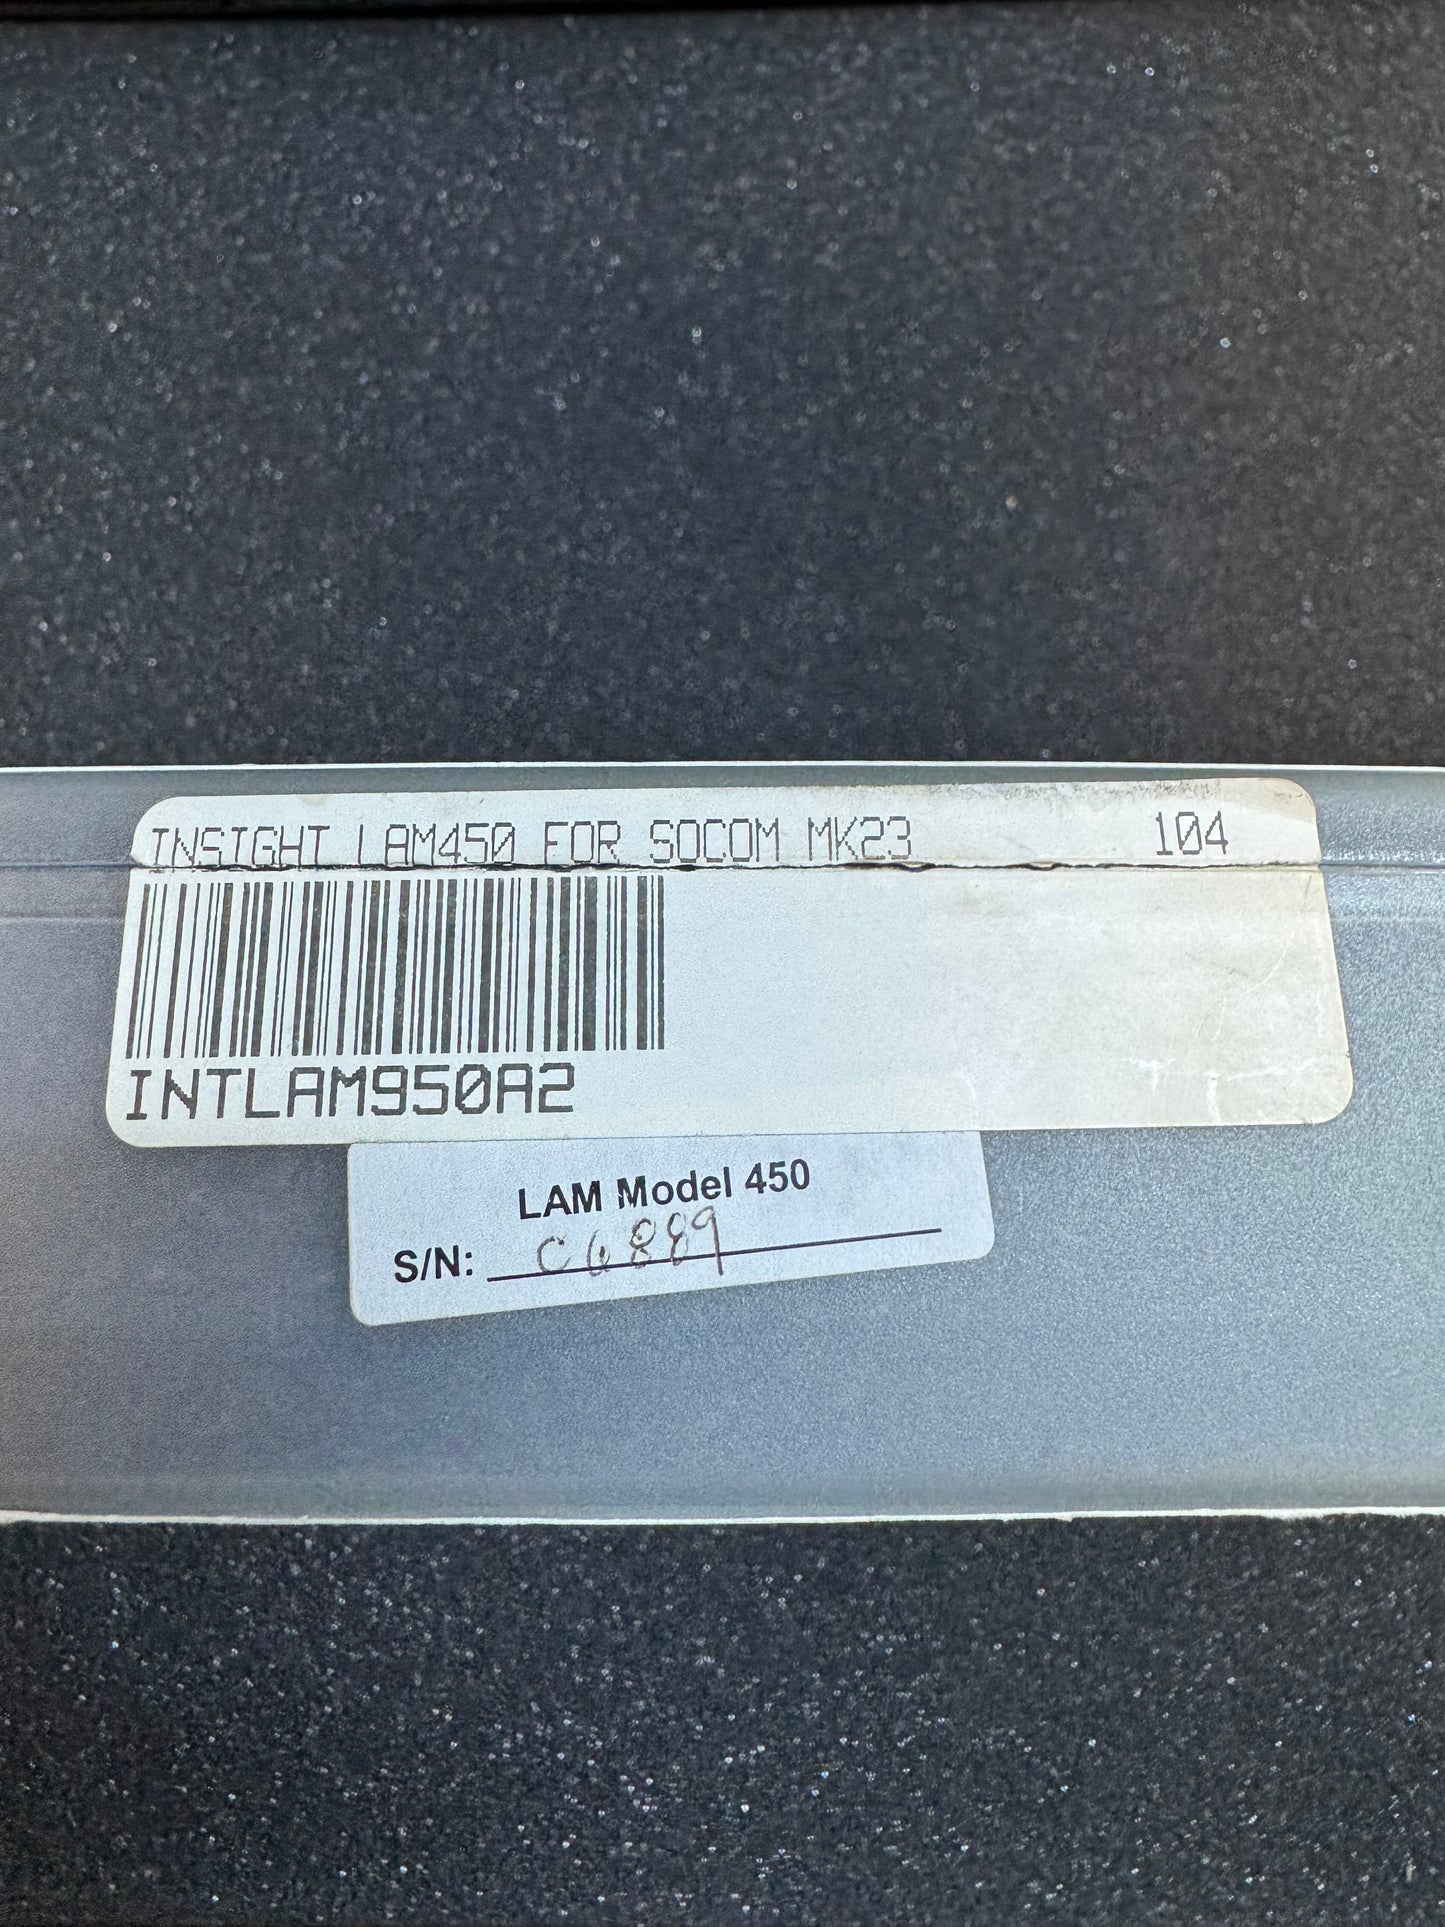 INSIGHT LAM450 FOR SOCOM MK23 104
INTLAM950A2
LAM Model 450
S/N: C6889